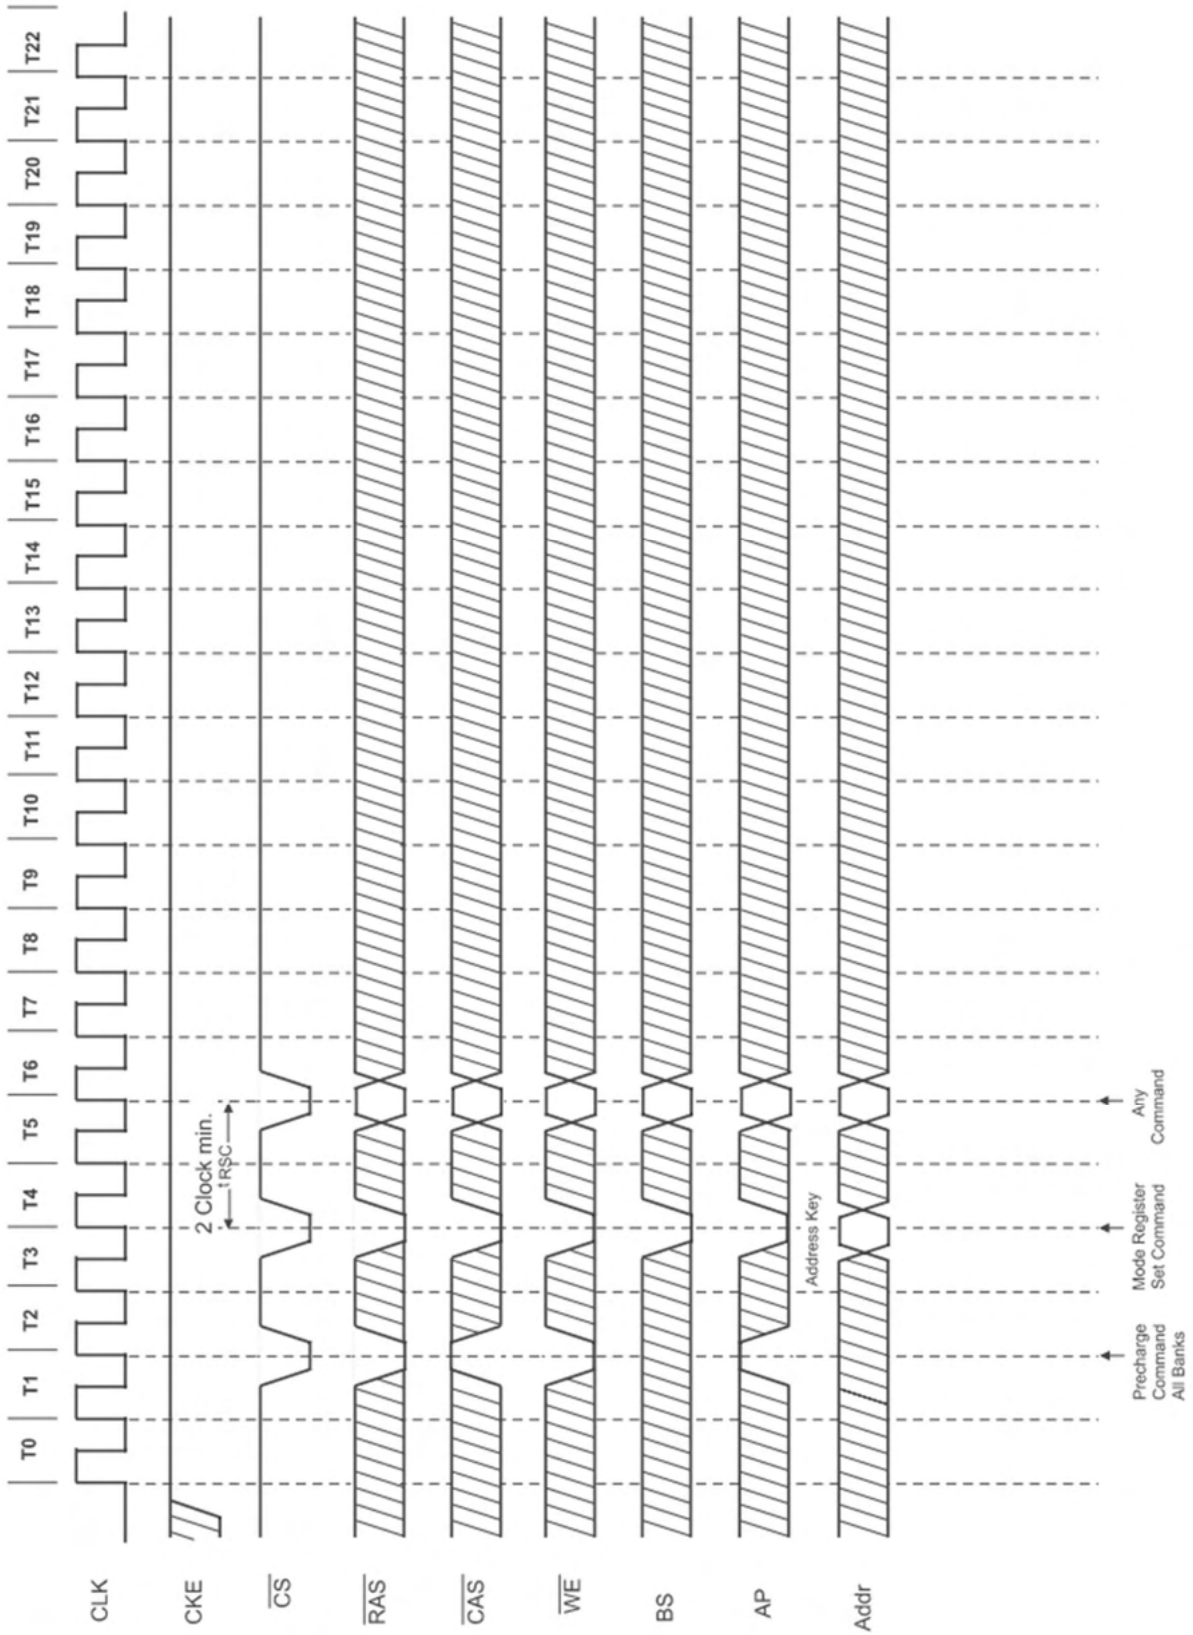 T0 T1 T2 T3 T4 T5 T6 T7 T8 T9 T10 T11 T12 T13 T14 T15 T16 T17 T18 T19 T20 T21 T22
CLK
CKE
2 Clock min.
tRSC
CS
RAS
CAS
WE
BS
AP
Address Key
Addr
Precharge
Command
All Banks
Mode Register
Set Command
Any
Command